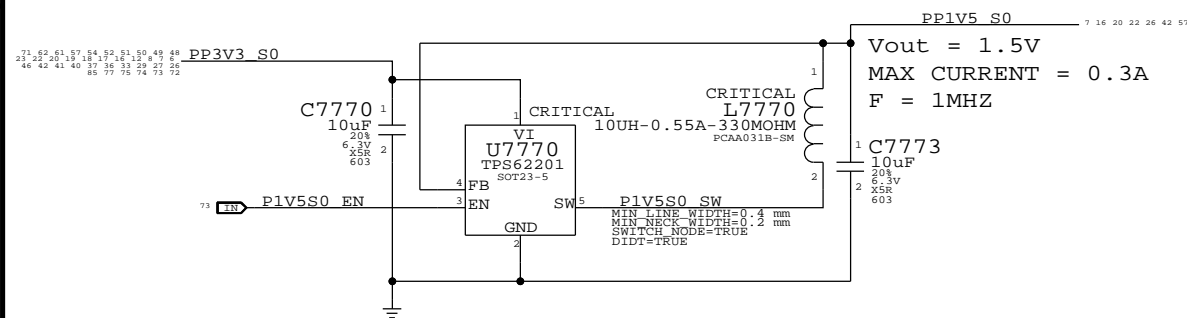 PP1V5_S0
7 16 20 22 26 42 57
71 62 61 57 54 52 51 50 49 48
23 22 20 19 18 17 16 12 8 7 6
46 42 41 40 37 36 33 29 27 26
85 77 75 74 73 72
PP3V3_S0
Vout = 1.5V
MAX CURRENT = 0.3A
F = 1MHZ
C7770
1
10uF
20%
6.3V
X5R
603
2
1
CRITICAL
VI
U7770
TPS62201
SOT23-5
4
FB
3
EN
SW
5
GND
2
1
CRITICAL
L7770
10UH-0.55A-330MOHM
PCAA031B-SM
2
1
C7773
10uF
20%
6.3V
X5R
603
2
73
IN
P1V5S0_EN
P1V5S0_SW
MIN_LINE_WIDTH=0.4 mm
MIN_NECK_WIDTH=0.2 mm
SWITCH_NODE=TRUE
DIDT=TRUE